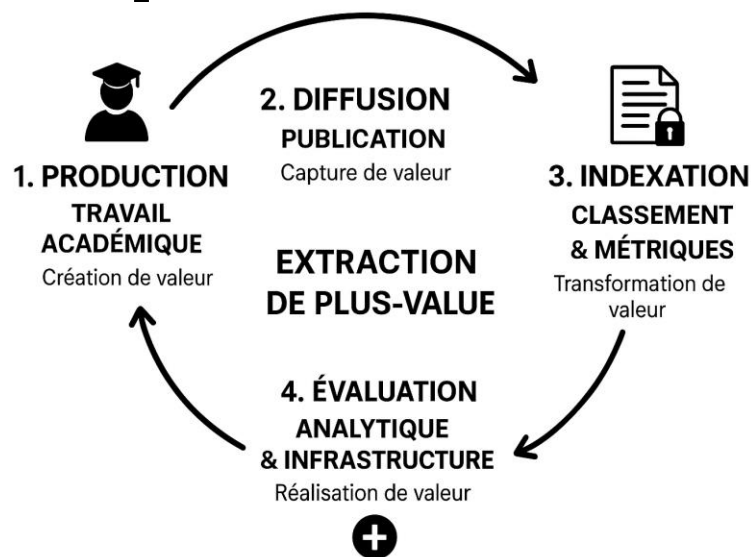 1. PRODUCTION
TRAVAIL
ACADÉMIQUE
Création de valeur
2. DIFFUSION
PUBLICATION
Capture de valeur
3. INDEXATION
CLASSEMENT
& MÉTRIQUES
Transformation de
valeur
EXTRACTION
DE PLUS-VALUE
4. ÉVALUATION
ANALYTIQUE
& INFRASTRUCTURE
Réalisation de valeur